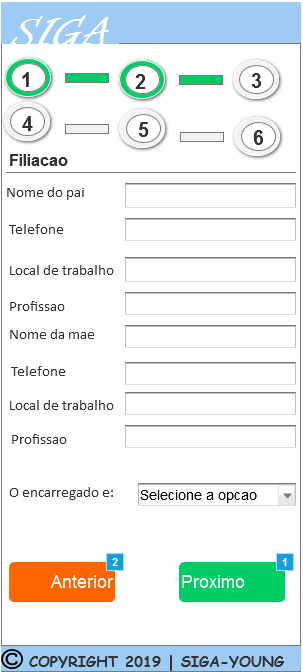 SIGA
1 2 3
4 5 6
Filiacao
Nome do pai
Telefone
Local de trabalho
Profissao
Nome da mae
Telefone
Local de trabalho
Profissao
O encarregado e: Selecione a opcao
2 1
Anterior Proximo
© COPYRIGHT 2019 | SIGA-YOUNG